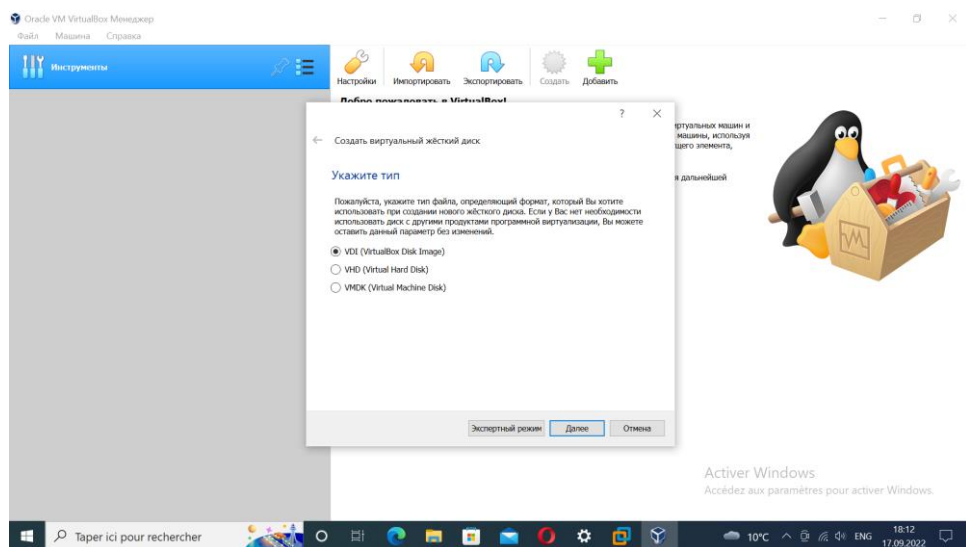 Oracle VM VirtualBox Менеджер
Файл Машина Справка
Инструменты
Настройки Импортировать Экспортировать Создать Добавить
Добро пожаловать в VirtualBox!
виртуальных машин и
машины, используя
щего элемента,
я дальнейшей
?
Создать виртуальный жёсткий диск
Укажите тип
Пожалуйста, укажите тип файла, определяющий формат, который Вы хотите
использовать при создании нового жёсткого диска. Если у Вас нет необходимости
использовать диск с другими продуктами программной виртуализации, Вы можете
оставить данный параметр без изменений.
VDI (VirtualBox Disk Image)
VHD (Virtual Hard Disk)
VMDK (Virtual Machine Disk)
Экспертный режим Далее Отмена
Activer Windows
Accédez aux paramètres pour activer Windows.
Taper ici pour rechercher
10°C ENG 18:12
17.09.2022